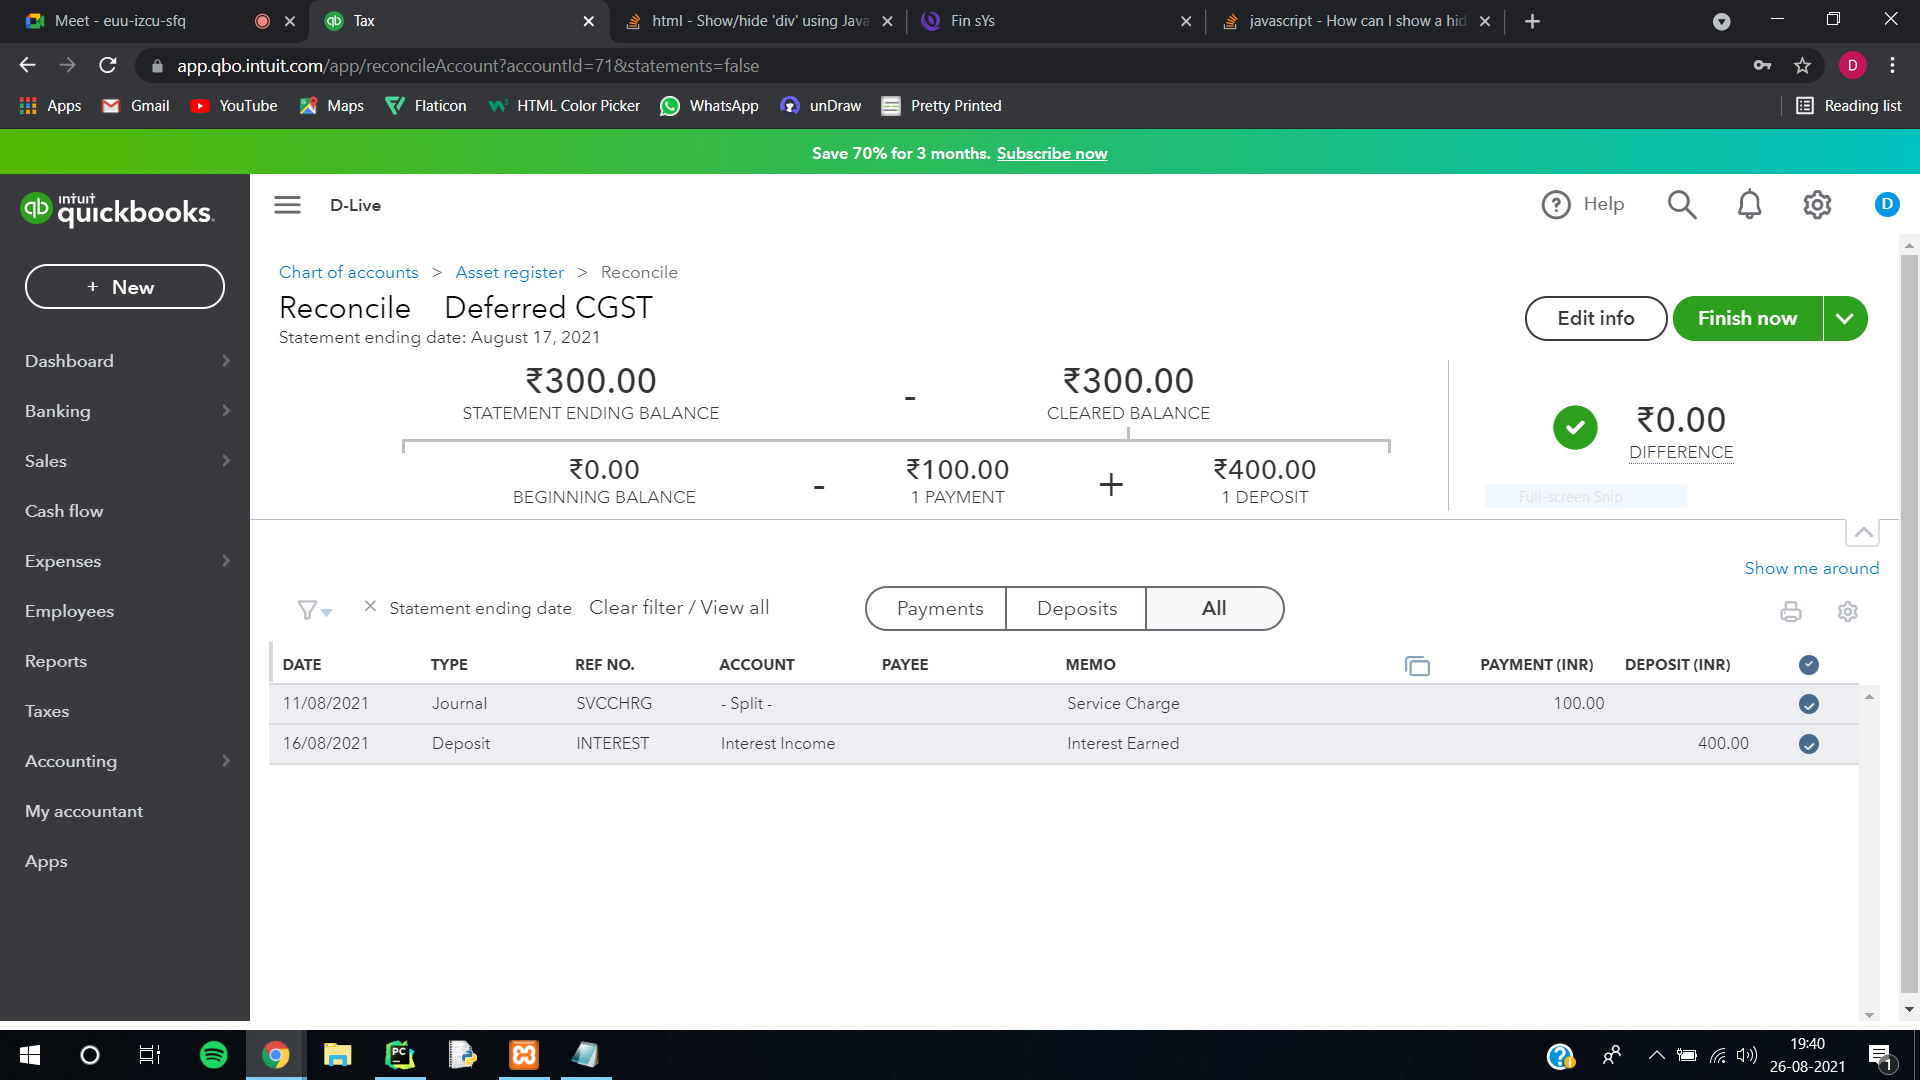 Meet - euu-izcu-sfq
Tax
html - Show/hide 'div' using Java
Fin sYs
javascript - How can I show a hid
app.qbo.intuit.com/app/reconcileAccount?accountId=71&statements=false
D
Apps
Gmail
YouTube
Maps
Flaticon
HTML Color Picker
WhatsApp
unDraw
Pretty Printed
Reading list
Save 70% for 3 months. Subscribe now
qb intuit quickbooks.
D-Live
? Help
D
+ New
Chart of accounts > Asset register > Reconcile
Reconcile Deferred CGST
Edit info
Finish now
Statement ending date: August 17, 2021
Dashboard
Banking
Sales
Cash flow
Expenses
Employees
Reports
Taxes
Accounting
My accountant
Apps
₹300.00 - ₹300.00
STATEMENT ENDING BALANCE CLEARED BALANCE
₹0.00
DIFFERENCE
₹0.00 - ₹100.00 + ₹400.00
BEGINNING BALANCE 1 PAYMENT 1 DEPOSIT
Full-screen Snip
Show me around
Statement ending date Clear filter / View all
Payments Deposits All
DATE TYPE REF NO. ACCOUNT PAYEE MEMO PAYMENT (INR) DEPOSIT (INR)
11/08/2021 Journal SVCCHRG - Split - Service Charge 100.00
16/08/2021 Deposit INTEREST Interest Income Interest Earned 400.00
PC
19:40
26-08-2021
1